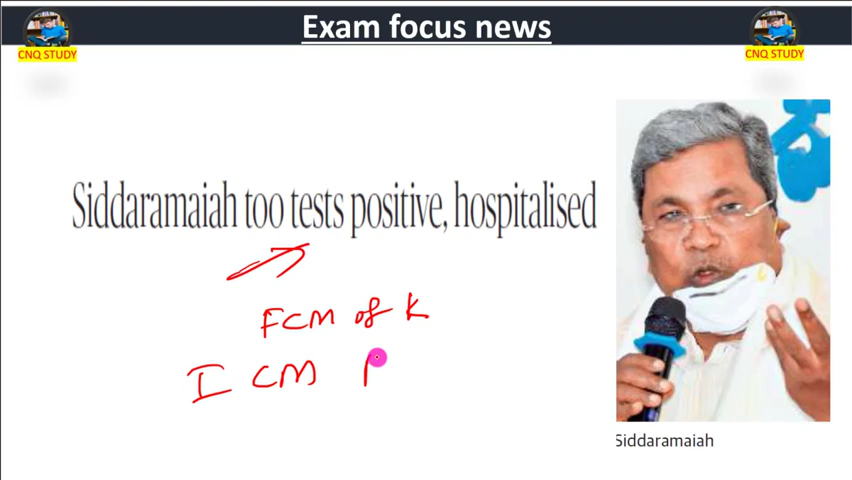 Exam focus news
CNQ STUDY
CNQ STUDY
Siddaramaiah too tests positive, hospitalised
FCM of K
I CM
Siddaramaiah